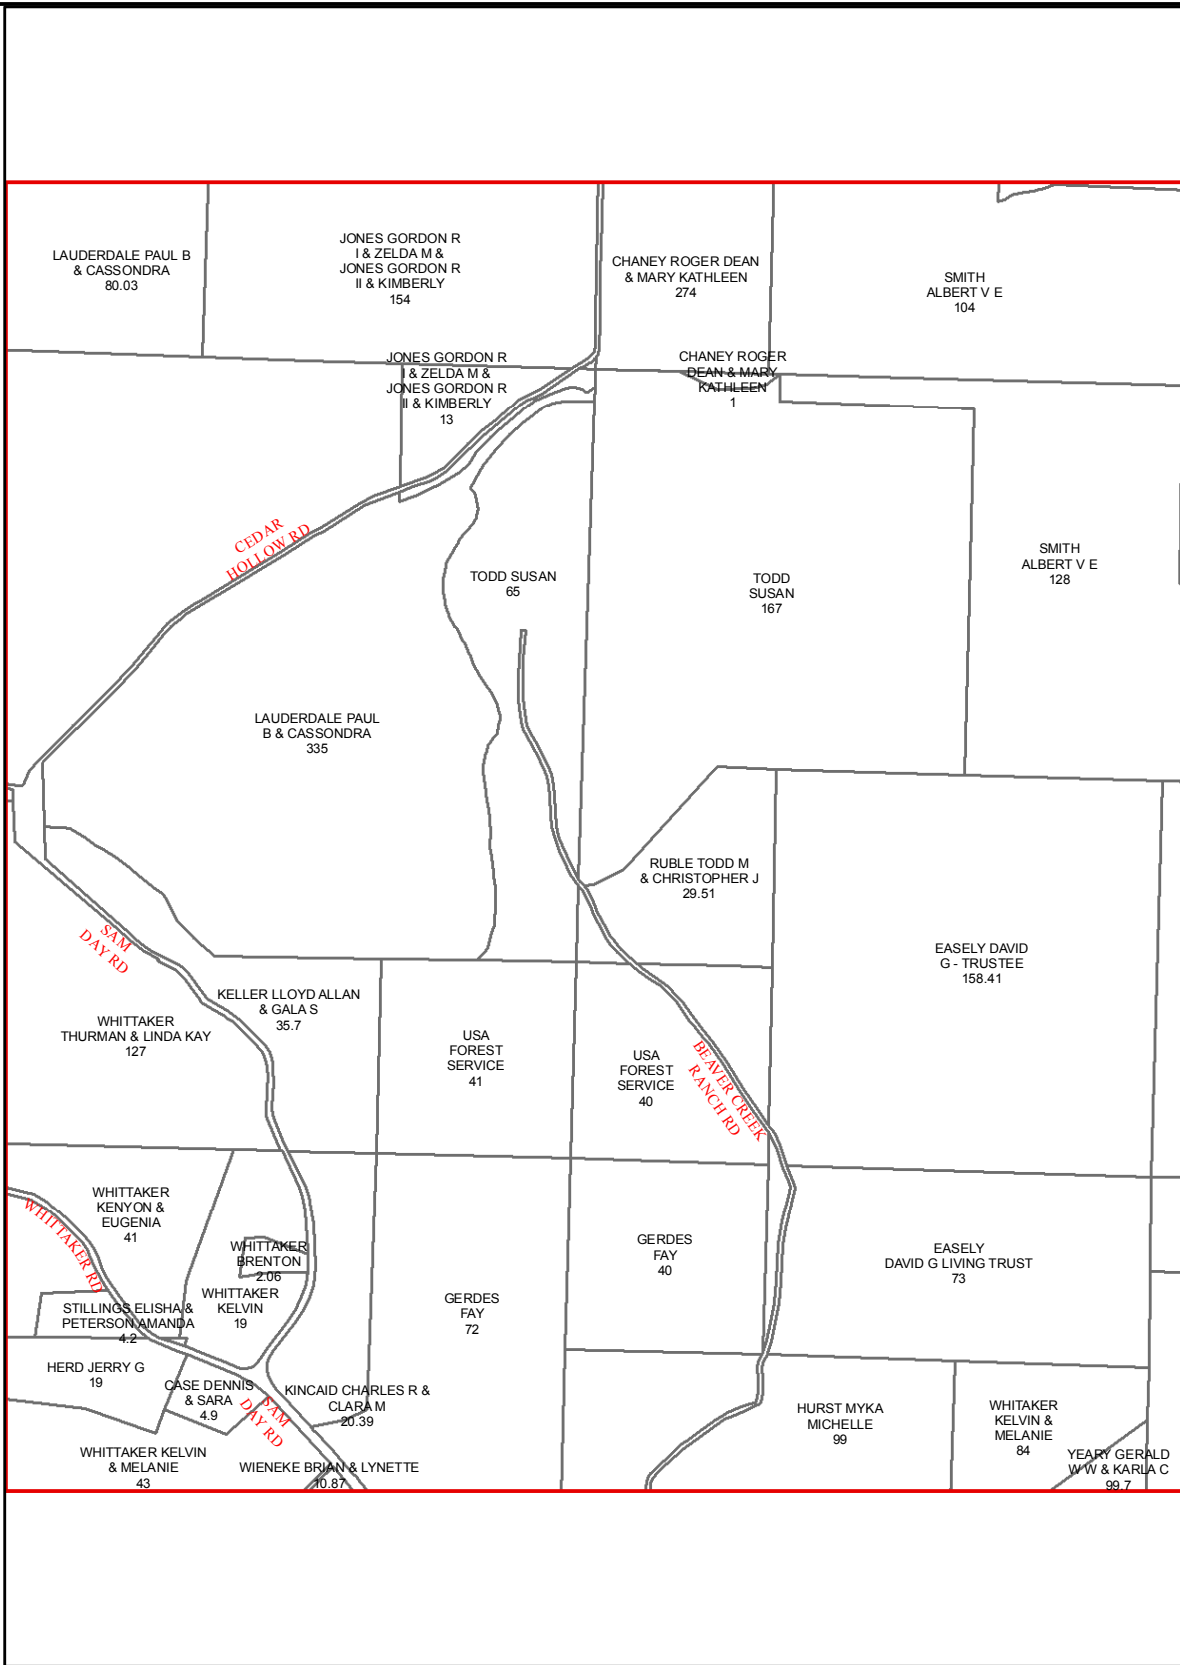 LAUDERDALE PAUL B
& CASSONDRA
80.03
JONES GORDON R
I & ZELDA M &
JONES GORDON R
II & KIMBERLY
154
CHANEY ROGER DEAN
& MARY KATHLEEN
274
SMITH
ALBERT V E
104
JONES GORDON R
I & ZELDA M &
JONES GORDON R
II & KIMBERLY
13
CHANEY ROGER
DEAN & MARY
KATHLEEN
1
CEDAR
HOLLOW RD
TODD SUSAN
65
TODD
SUSAN
167
SMITH
ALBERT V E
128
LAUDERDALE PAUL
B & CASSONDRA
335
RUBLE TODD M
& CHRISTOPHER J
29.51
SAM
DAY RD
EASELY DAVID
G - TRUSTEE
158.41
KELLER LLOYD ALLAN
& GALA S
35.7
WHITTAKER
THURMAN & LINDA KAY
127
USA
FOREST
SERVICE
41
USA
FOREST
SERVICE
40
BEAVER CREEK
RANCH RD
WHITTAKER
KENYON &
EUGENIA
41
WHITTAKER RD
WHITTAKER
BRENTON
2.06
WHITTAKER
KELVIN
19
GERDES
FAY
40
EASELY
DAVID G LIVING TRUST
73
STILLINGS ELISHA &
PETERSON AMANDA
4.2
GERDES
FAY
72
HERD JERRY G
19
CASE DENNIS
& SARA
4.9
SAM
DAY RD
KINCAID CHARLES R &
CLARA M
20.39
HURST MYKA
MICHELLE
99
WHITAKER
KELVIN &
MELANIE
84
WHITTAKER KELVIN
& MELANIE
43
WIENEKE BRIAN & LYNETTE
10.87
YEARY GERALD
W W & KARLA C
99.7